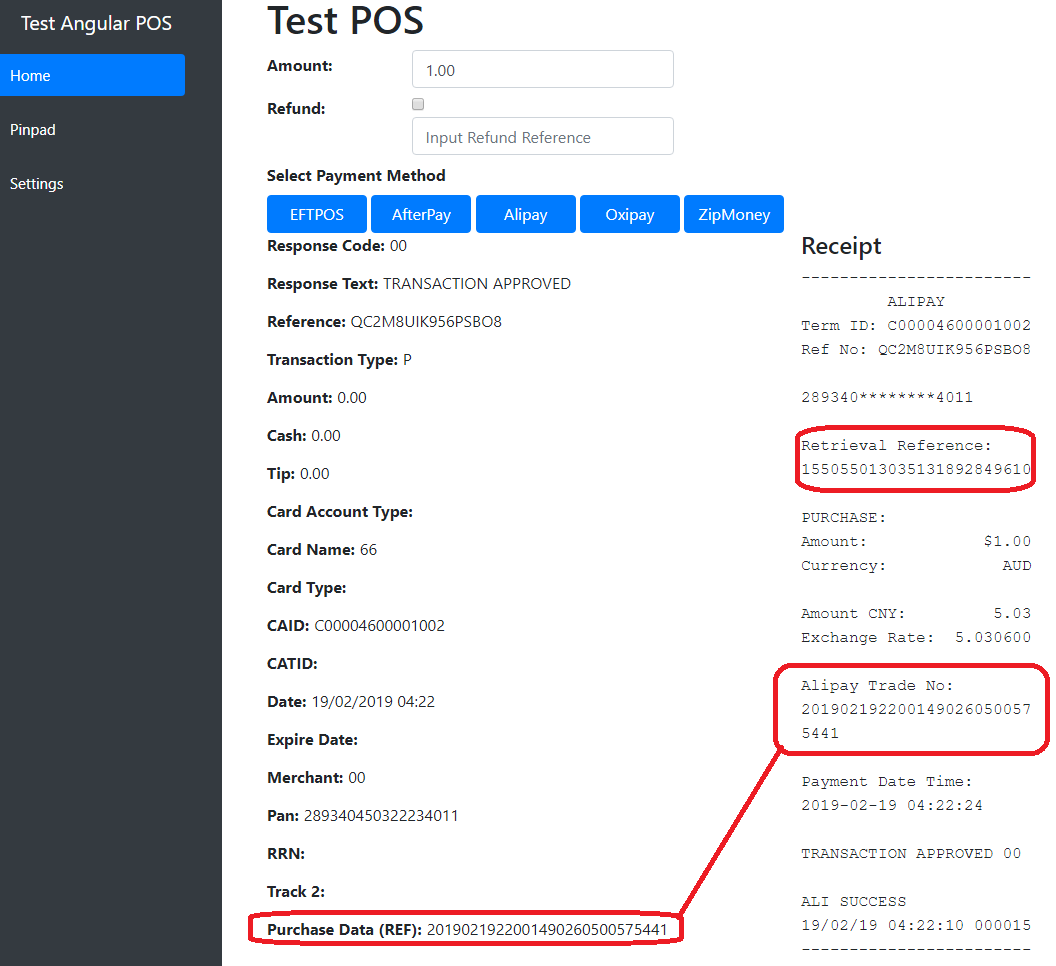 Test Angular POS
Home
Pinpad
Settings
Test POS
Amount:
1.00
Refund:
Input Refund Reference
Select Payment Method
EFTPOS AfterPay Alipay Oxipay ZipMoney
Response Code: 00
Response Text: TRANSACTION APPROVED
Reference: QC2M8UIK956PSBO8
Transaction Type: P
Amount: 0.00
Cash: 0.00
Tip: 0.00
Card Account Type:
Card Name: 66
Card Type:
CAID: C00004600001002
CATID:
Date: 19/02/2019 04:22
Expire Date:
Merchant: 00
Pan: 289340450322234011
RRN:
Track 2:
Purchase Data (REF): 2019021922001490260500575441
Receipt
------------------------
ALIPAY
Term ID: C00004600001002
Ref No: QC2M8UIK956PSBO8
289340********4011
Retrieval Reference:
155055013035131892849610
PURCHASE:
Amount: $1.00
Currency: AUD
Amount CNY: 5.03
Exchange Rate: 5.030600
Alipay Trade No:
201902192200149026050057
5441
Payment Date Time:
2019-02-19 04:22:24
TRANSACTION APPROVED 00
ALI SUCCESS
19/02/19 04:22:10 000015
------------------------